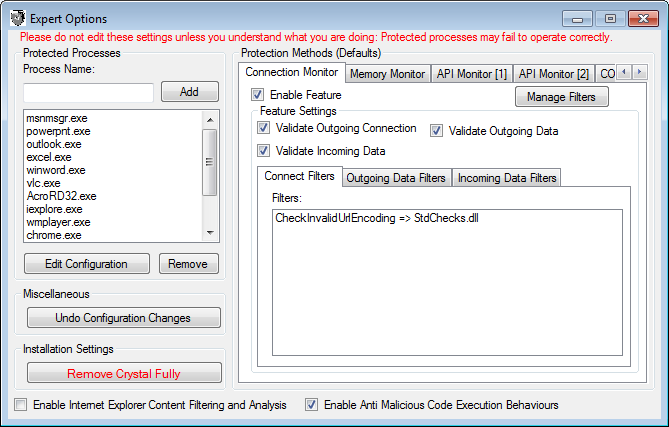 Expert Options
Please do not edit these settings unless you understand what you are doing: Protected processes may fail to operate correctly.
Protected Processes
Process Name:
Add
msnmsgr.exe
powerpnt.exe
outlook.exe
excel.exe
winword.exe
vlc.exe
AcroRD32.exe
iexplore.exe
wmplayer.exe
chrome.exe
Edit Configuration
Remove
Miscellaneous
Undo Configuration Changes
Installation Settings
Remove Crystal Fully
Protection Methods (Defaults)
Connection Monitor
Memory Monitor
API Monitor [1]
API Monitor [2]
CO
Enable Feature
Manage Filters
Feature Settings
Validate Outgoing Connection
Validate Outgoing Data
Validate Incoming Data
Connect Filters
Outgoing Data Filters
Incoming Data Filters
Filters:
CheckInvalidUrlEncoding => StdChecks.dll
Enable Internet Explorer Content Filtering and Analysis
Enable Anti Malicious Code Execution Behaviours